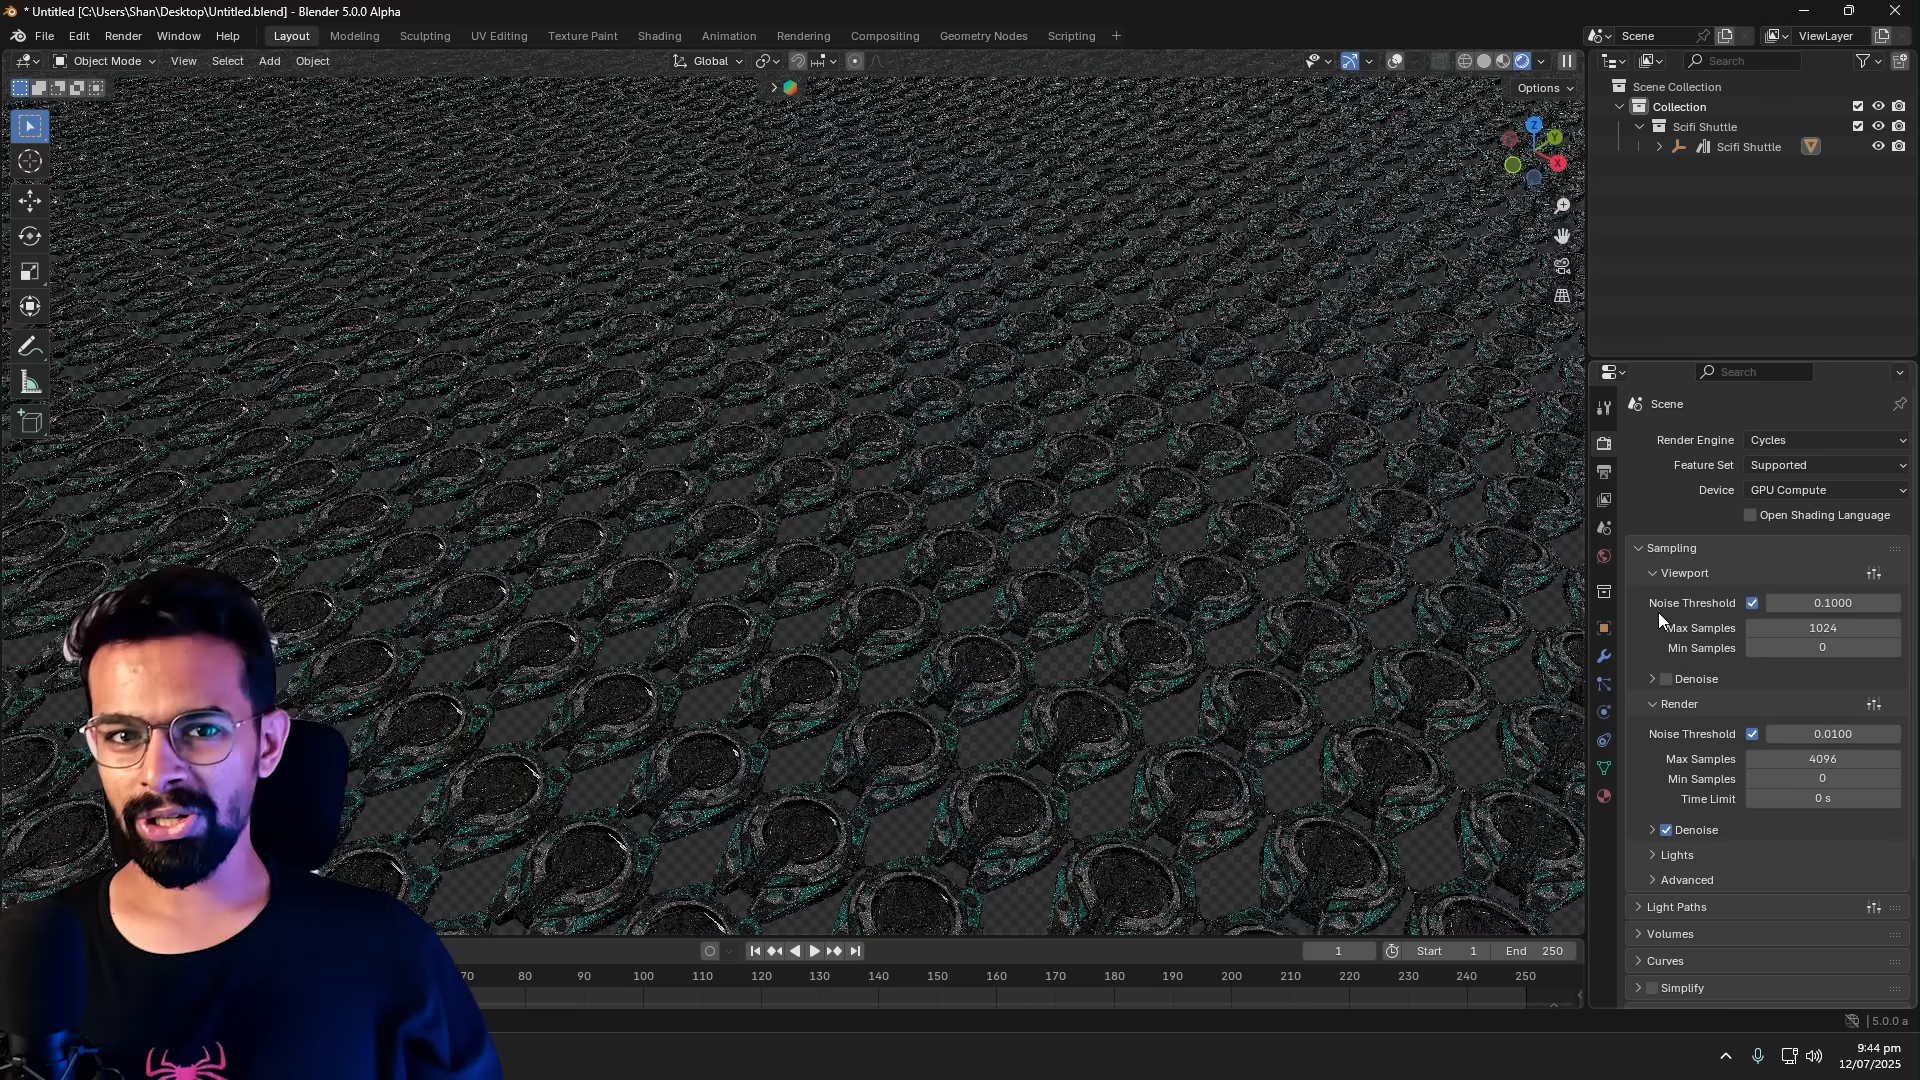 * Untitled [C:\Users\Shan\Desktop\Untitled.blend] - Blender 5.0.0 Alpha
File Edit Render Window Help Layout Modeling Sculpting UV Editing Texture Paint Shading Animation Rendering Compositing Geometry Nodes Scripting + Scene ViewLayer
Object Mode View Select Add Object Global Search
Options
Z
Y
X
Scene Collection
Collection
Scifi Shuttle
Scifi Shuttle
Search
Scene
Render Engine Cycles
Feature Set Supported
Device GPU Compute
Open Shading Language
Sampling
Viewport
Noise Threshold 0.1000
Max Samples 1024
Min Samples 0
Denoise
Render
Noise Threshold 0.0100
Max Samples 4096
Min Samples 0
Time Limit 0 s
Denoise
Lights
Advanced
Light Paths
Volumes
Curves
Simplify
1 Start 1 End 250
70 80 90 100 110 120 130 140 150 160 170 180 190 200 210 220 230 240 250
5.0.0 a
9:44 pm
12/07/2025